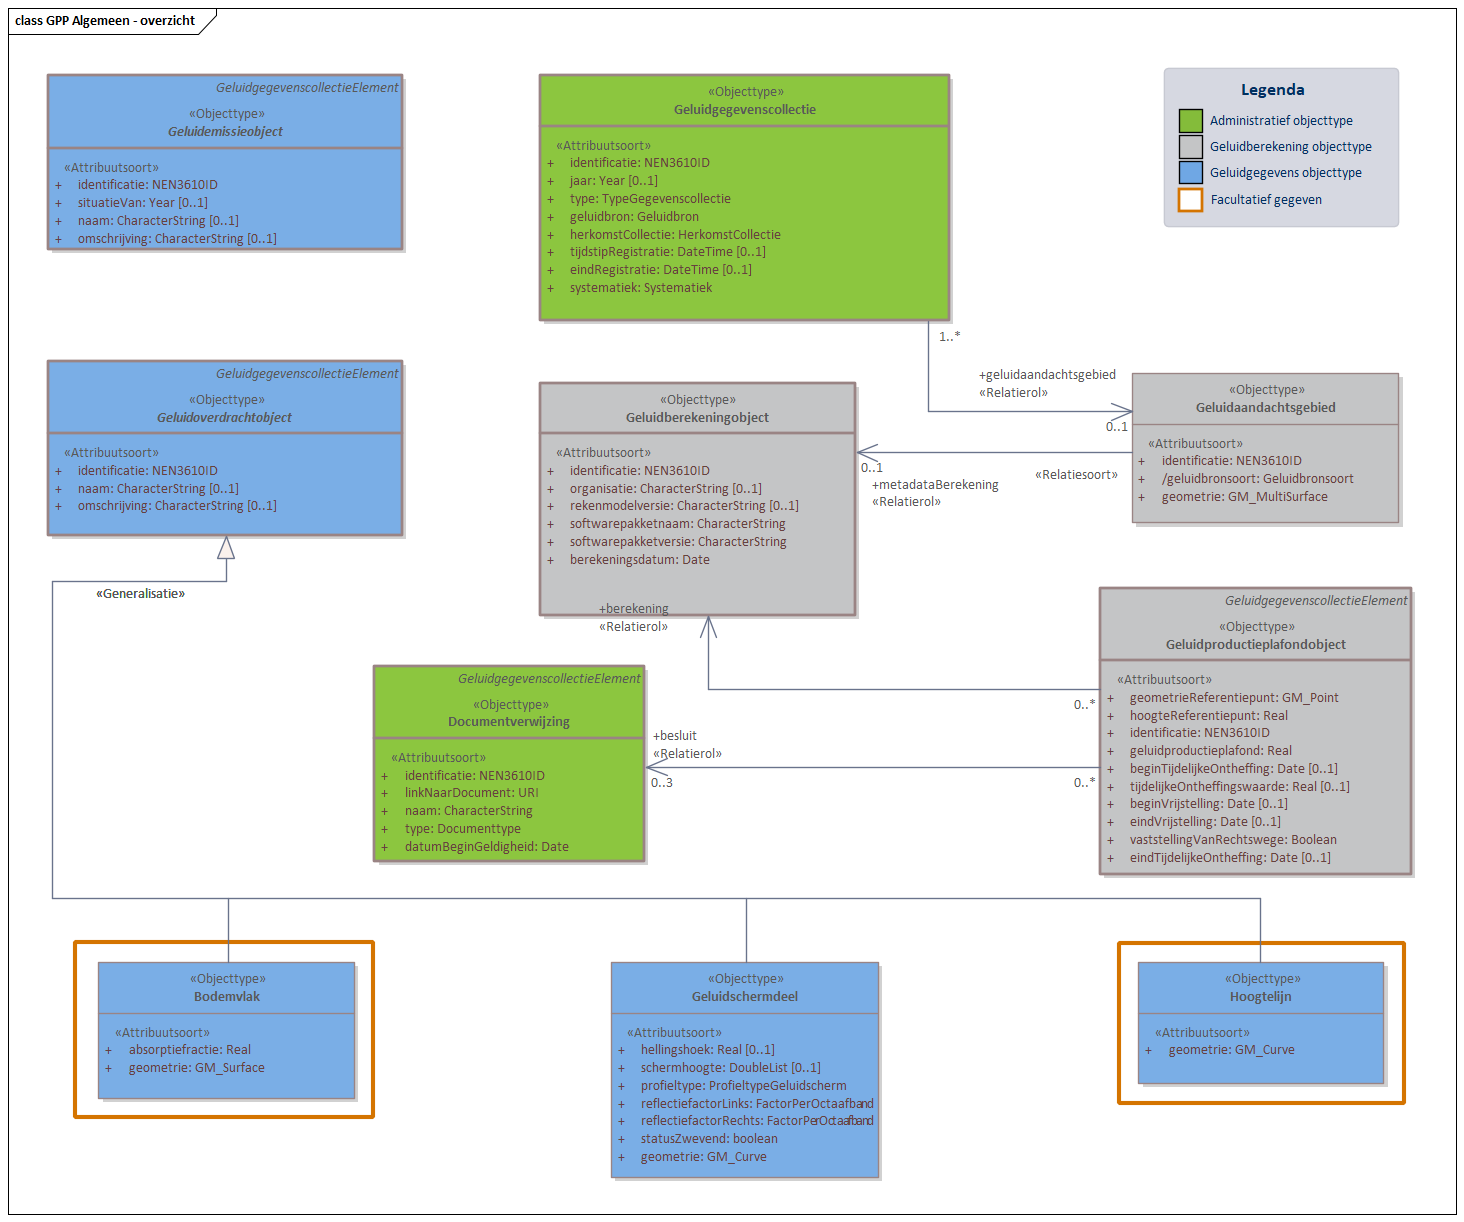 class GPP Algemeen - overzicht
GeluidgegevenscollectieElement
«Objecttype»
Geluidemissieobject
«Attribuutsoort»
+ identificatie: NEN3610ID
+ situatieVan: Year [0..1]
+ naam: CharacterString [0..1]
+ omschrijving: CharacterString [0..1]
«Objecttype»
Geluidgegevenscollectie
«Attribuutsoort»
+ identificatie: NEN3610ID
+ jaar: Year [0..1]
+ type: TypeGegevenscollectie
+ geluidbron: Geluidbron
+ herkomstCollectie: HerkomstCollectie
+ tijdstipRegistratie: DateTime [0..1]
+ eindRegistratie: DateTime [0..1]
+ systematiek: Systematiek
Legenda
Administratief objecttype
Geluidberekening objecttype
Geluidgegevens objecttype
Facultatief gegeven
1..*
+geluidaandachtsgebied
«Relatierol»
0..1
GeluidgegevenscollectieElement
«Objecttype»
Geluidoverdrachtobject
«Attribuutsoort»
+ identificatie: NEN3610ID
+ naam: CharacterString [0..1]
+ omschrijving: CharacterString [0..1]
«Objecttype»
Geluidberekeningobject
«Attribuutsoort»
+ identificatie: NEN3610ID
+ organisatie: CharacterString [0..1]
+ rekenmodelversie: CharacterString [0..1]
+ softwarepakketnaam: CharacterString
+ softwarepakketversie: CharacterString
+ berekeningsdatum: Date
«Objecttype»
Geluidaandachtsgebied
«Attribuutsoort»
+ identificatie: NEN3610ID
+ /geluidbronsoort: Geluidbronsoort
+ geometrie: GM_MultiSurface
0..1
+metadataBerekening
«Relatierol»
«Relatiesoort»
«Generalisatie»
+berekening
«Relatierol»
0..*
GeluidgegevenscollectieElement
«Objecttype»
Geluidproductieplafondobject
«Attribuutsoort»
+ geometrieReferentiepunt: GM_Point
+ hoogteReferentiepunt: Real
+ identificatie: NEN3610ID
+ geluidproductieplafond: Real
+ beginTijdelijkeOntheffing: Date [0..1]
+ tijdelijkeOntheffingswaarde: Real [0..1]
+ beginVrijstelling: Date [0..1]
+ eindVrijstelling: Date [0..1]
+ vaststellingVanRechtswege: Boolean
+ eindTijdelijkeOntheffing: Date [0..1]
GeluidgegevenscollectieElement
«Objecttype»
Documentverwijzing
«Attribuutsoort»
+ identificatie: NEN3610ID
+ linkNaarDocument: URI
+ naam: CharacterString
+ type: Documenttype
+ datumBeginGeldigheid: Date
+besluit
«Relatierol»
0..3
0..*
«Objecttype»
Bodemvlak
«Attribuutsoort»
+ absorptiefractie: Real
+ geometrie: GM_Surface
«Objecttype»
Geluidschermdeel
«Attribuutsoort»
+ hellingshoek: Real [0..1]
+ schermhoogte: DoubleList [0..1]
+ profieltype: ProfieltypeGeluidscherm
+ reflectiefactorLinks: FactorPerOctaafband
+ reflectiefactorRechts: FactorPerOctaafband
+ statusZwevend: boolean
+ geometrie: GM_Curve
«Objecttype»
Hoogtelijn
«Attribuutsoort»
+ geometrie: GM_Curve